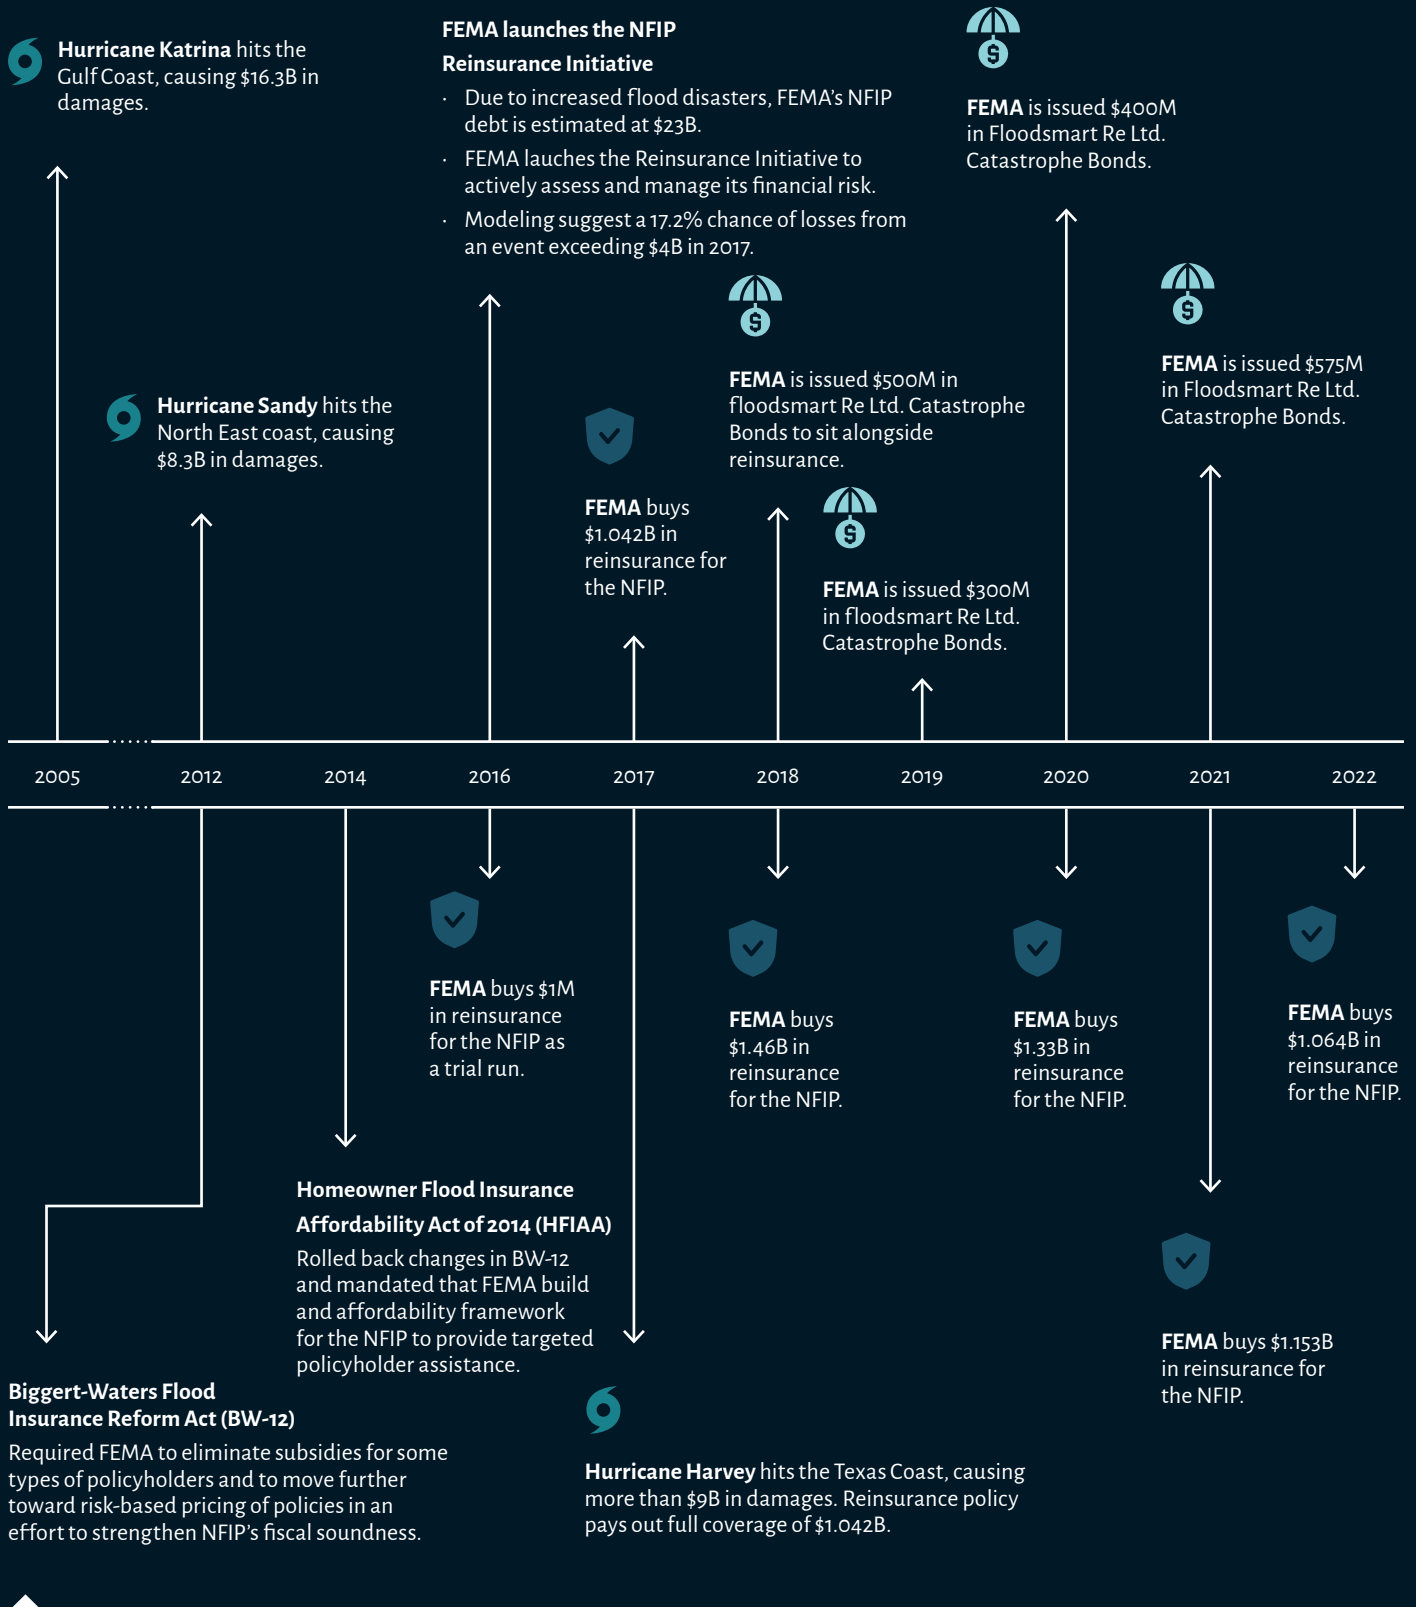 Hurricane Katrina hits the
Gulf Coast, causing $16.3B in
damages.
FEMA launches the NFIP
Reinsurance Initiative
· Due to increased flood disasters, FEMA's NFIP
debt is estimated at $23B.
· FEMA lauches the Reinsurance Initiative to
actively assess and manage its financial risk.
· Modeling suggest a 17.2% chance of losses from
an event exceeding $4B in 2017.
FEMA is issued $400M
in Floodsmart Re Ltd.
Catastrophe Bonds.
Hurricane Sandy hits the
North East coast, causing
$8.3B in damages.
FEMA buys
$1.042B in
reinsurance for
the NFIP.
FEMA is issued $500M in
floodsmart Re Ltd. Catastrophe
Bonds to sit alongside
reinsurance.
FEMA is issued $300M
in floodsmart Re Ltd.
Catastrophe Bonds.
FEMA is issued $575M
in Floodsmart Re Ltd.
Catastrophe Bonds.
2005 2012 2014 2016 2017 2018 2019 2020 2021 2022
FEMA buys $1M
in reinsurance
for the NFIP as
a trial run.
FEMA buys
$1.46B in
reinsurance
for the NFIP.
FEMA buys
$1.33B in
reinsurance
for the NFIP.
FEMA buys
$1.064B in
reinsurance
for the NFIP.
Homeowner Flood Insurance
Affordability Act of 2014 (HFIAA)
Rolled back changes in BW-12
and mandated that FEMA build
and affordability framework
for the NFIP to provide targeted
policyholder assistance.
FEMA buys $1.153B
in reinsurance for
the NFIP.
Biggert-Waters Flood
Insurance Reform Act (BW-12)
Required FEMA to eliminate subsidies for some
types of policyholders and to move further
toward risk-based pricing of policies in an
effort to strengthen NFIP's fiscal soundness.
Hurricane Harvey hits the Texas Coast, causing
more than $9B in damages. Reinsurance policy
pays out full coverage of $1.042B.